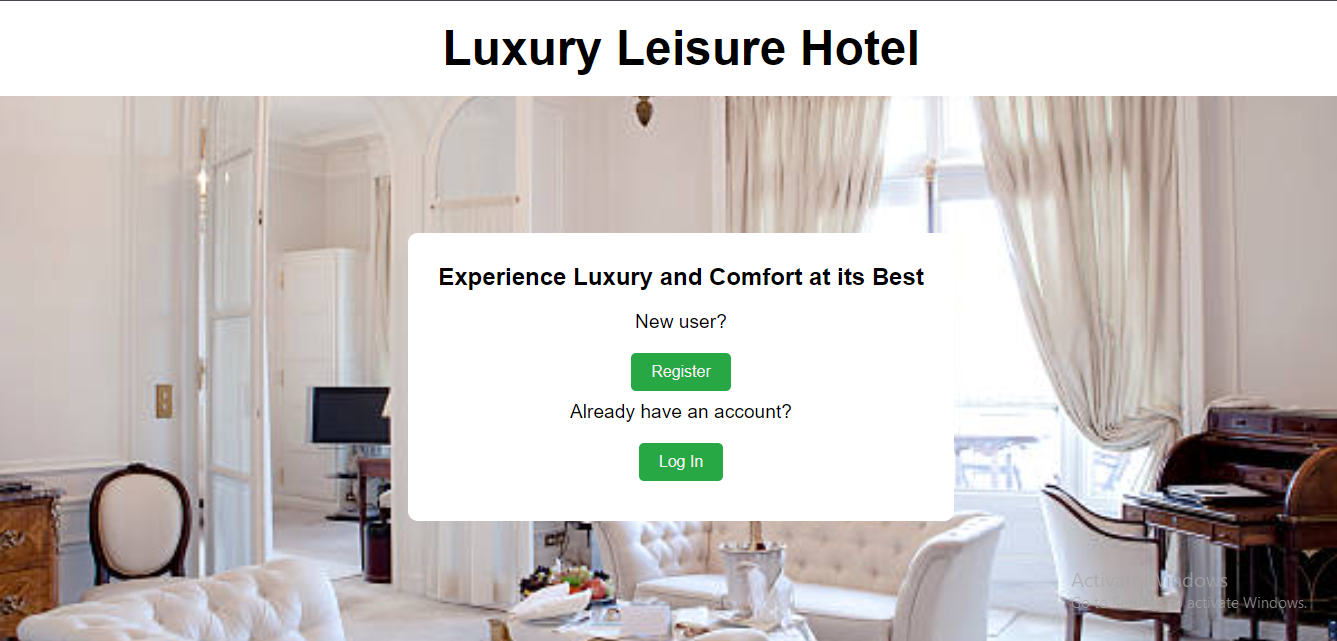 Luxury Leisure Hotel
Experience Luxury and Comfort at its Best
New user?
Register
Already have an account?
Log In
Activate Windows
Go to activate Windows.